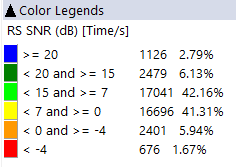 Color Legends
RS SNR (dB) [Time/s]
>= 20 1126 2.79%
< 20 and >= 15 2479 6.13%
< 15 and >= 7 17041 42.16%
< 7 and >= 0 16696 41.31%
< 0 and >= -4 2401 5.94%
< -4 676 1.67%